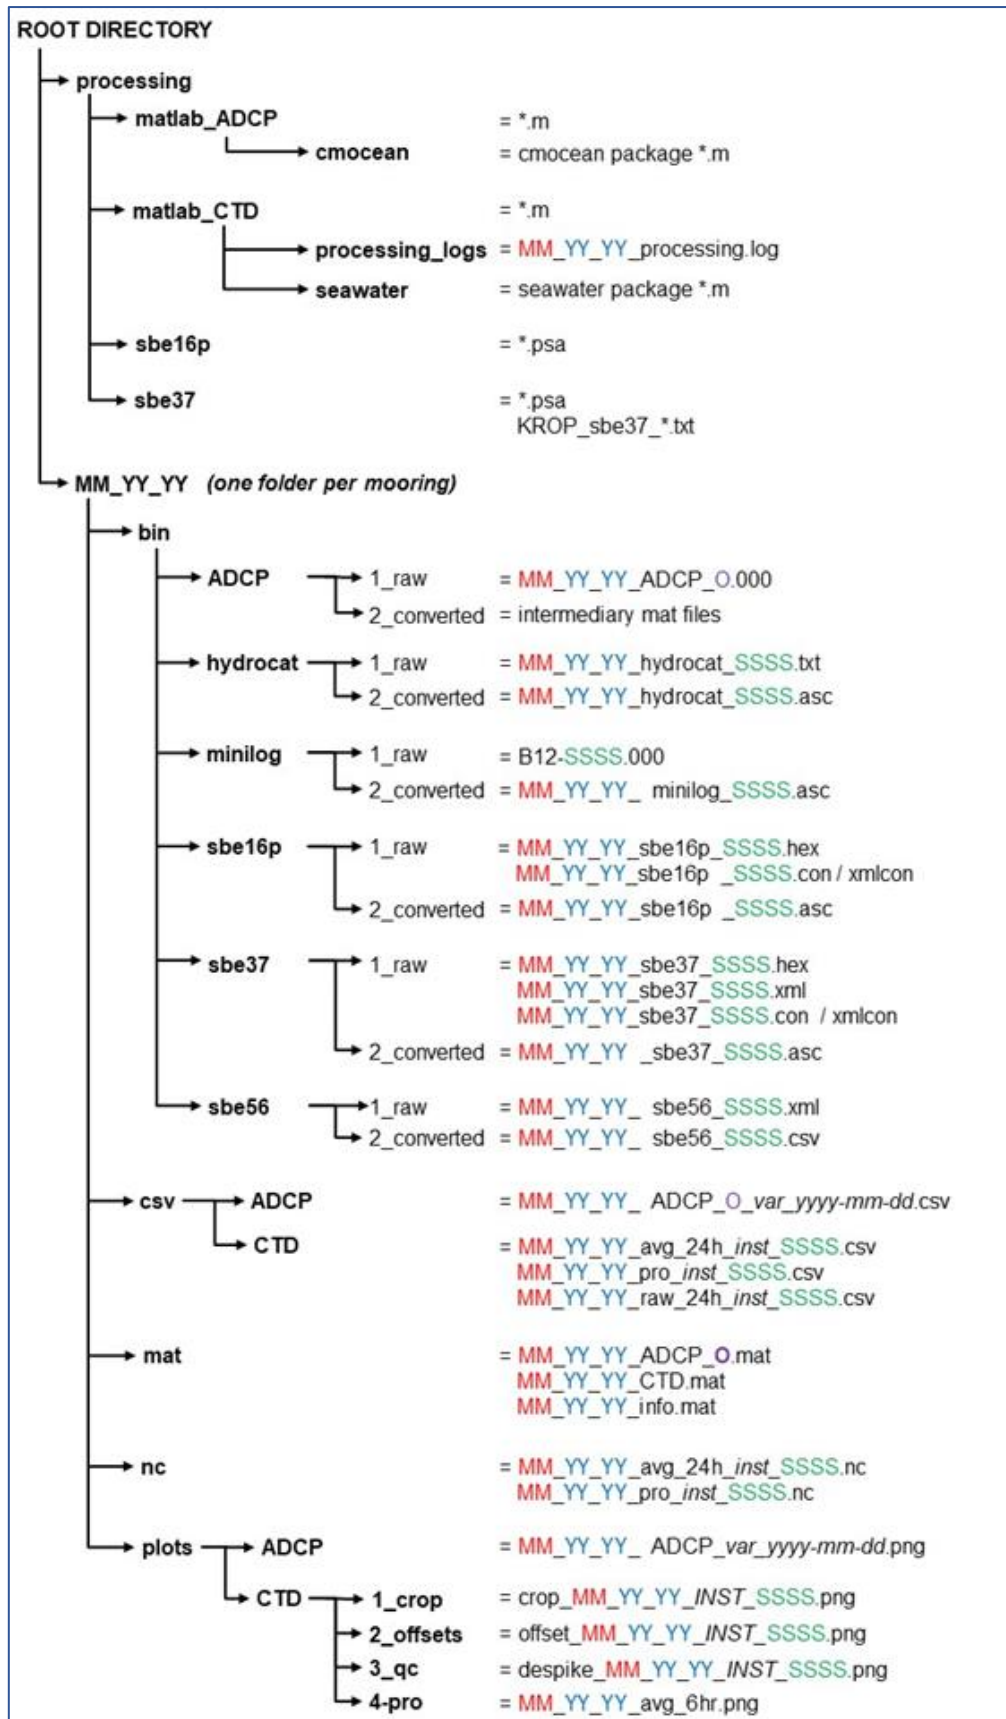 ROOT DIRECTORY
processing
matlab_ADCP = *.m
cmocean = cmocean package *.m
matlab_CTD = *.m
processing_logs = MM_YY_YY_processing.log
seawater = seawater package *.m
sbe16p = *.psa
sbe37 = *.psa
KROP_sbe37_*.txt
MM_YY_YY (one folder per mooring)
bin
ADCP 1_raw = MM_YY_YY_ADCP_O.000
2_converted = intermediary mat files
hydrocat 1_raw = MM_YY_YY_hydrocat_SSSS.txt
2_converted = MM_YY_YY_hydrocat_SSSS.asc
minilog 1_raw = B12-SSSS.000
2_converted = MM_YY_YY_ minilog_SSSS.asc
sbe16p 1_raw = MM_YY_YY_sbe16p_SSSS.hex
MM_YY_YY_sbe16p _SSSS.con / xmlcon
2_converted = MM_YY_YY_sbe16p _SSSS.asc
sbe37 1_raw = MM_YY_YY_sbe37_SSSS.hex
MM_YY_YY_sbe37_SSSS.xml
MM_YY_YY_sbe37_SSSS.con / xmlcon
2_converted = MM_YY_YY _sbe37_SSSS.asc
sbe56 1_raw = MM_YY_YY_ sbe56_SSSS.xml
2_converted = MM_YY_YY_ sbe56_SSSS.csv
csv ADCP = MM_YY_YY_ ADCP_O_var_yyyy-mm-dd.csv
CTD = MM_YY_YY_avg_24h_inst_SSSS.csv
MM_YY_YY_pro_inst_SSSS.csv
MM_YY_YY_raw_24h_inst_SSSS.csv
mat = MM_YY_YY_ADCP_O.mat
MM_YY_YY_CTD.mat
MM_YY_YY_info.mat
nc = MM_YY_YY_avg_24h_inst_SSSS.nc
MM_YY_YY_pro_inst_SSSS.nc
plots ADCP = MM_YY_YY_ ADCP_var_yyyy-mm-dd.png
CTD 1_crop = crop_MM_YY_YY_INST_SSSS.png
2_offsets = offset_MM_YY_YY_INST_SSSS.png
3_qc = despike_MM_YY_YY_INST_SSSS.png
4-pro = MM_YY_YY_avg_6hr.png